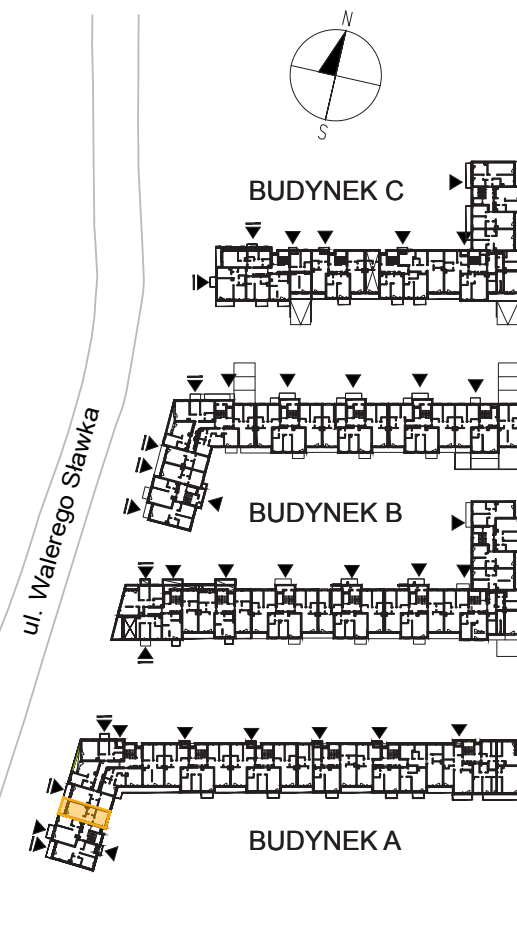 N
S
BUDYNEK C
ul. Walerego Sławka
BUDYNEK B
BUDYNEK A